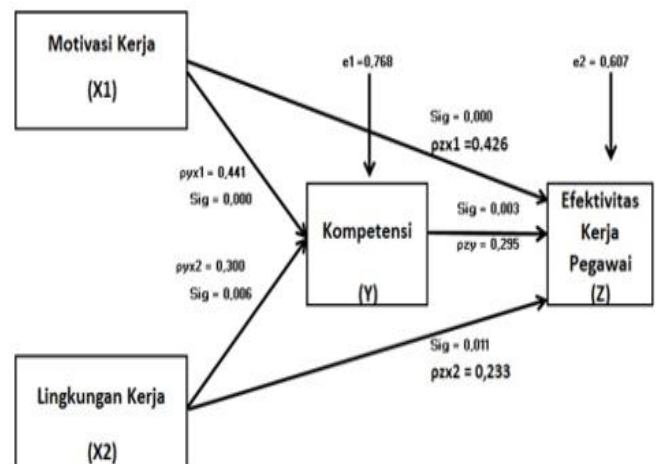 Motivasi Kerja
(X1)
e1 =0,768
e2 = 0,607
Sig = 0,000
ρzx1 =0.426
ρyx1 = 0,441
Sig = 0,000
Kompetensi
(Y)
Sig = 0,003
ρzy = 0,295
Efektivitas
Kerja
Pegawai
(Z)
ρyx2 = 0,300
Sig = 0,006
Sig = 0,011
ρzx2 = 0,233
Lingkungan Kerja
(X2)